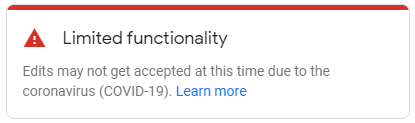 Limited functionality
Edits may not get accepted at this time due to the
coronavirus (COVID-19). Learn more